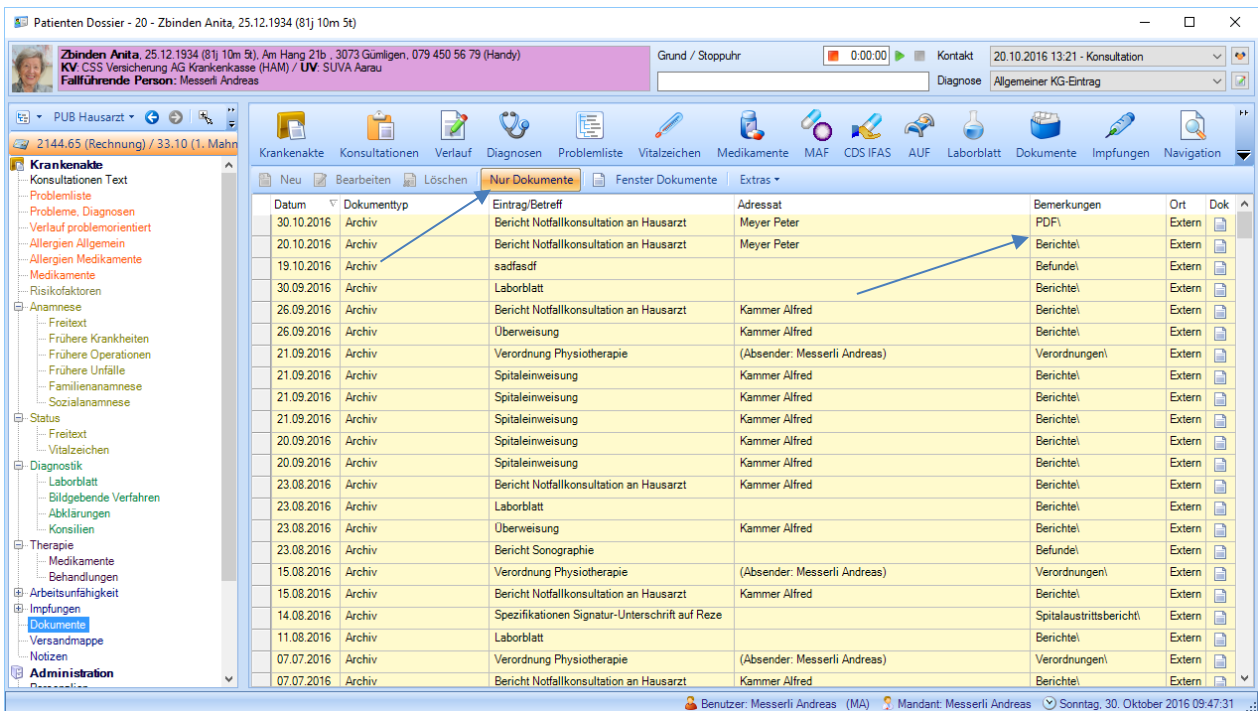 Patienten Dossier - 20 - Zbinden Anita, 25.12.1934 (81j 10m 5t)
Zbinden Anita, 25.12.1934 (81j 10m 5t), Am Hang 21b , 3073 Gümligen, 079 450 56 79 (Handy)
KV: CSS Versicherung AG Krankenkasse (HAM) / UV: SUVA Aarau
Fallführende Person: Messerli Andreas
Grund / Stoppuhr 0:00:00
Kontakt 20.10.2016 13:21 - Konsultation
Diagnose Allgemeiner KG-Eintrag
PUB Hausarzt
2144.65 (Rechnung) / 33.10 (1. Mahn
Krankenakte
Konsultationen Text
Problemliste
Probleme, Diagnosen
Verlauf problemorientiert
Allergien Allgemein
Allergien Medikamente
Medikamente
Risikofaktoren
Anamnese
Freitext
Frühere Krankheiten
Frühere Operationen
Frühere Unfälle
Familienanamnese
Sozialanamnese
Status
Freitext
Vitalzeichen
Diagnostik
Laborblatt
Bildgebende Verfahren
Abklärungen
Konsilien
Therapie
Medikamente
Behandlungen
Arbeitsunfähigkeit
Impfungen
Dokumente
Versandmappe
Notizen
Administration
Krankenakte Konsultationen Verlauf Diagnosen Problemliste Vitalzeichen Medikamente MAF CDS IFAS AUF Laborblatt Dokumente Impfungen Navigation
Neu Bearbeiten Löschen Nur Dokumente Fenster Dokumente Extras
Datum Dokumenttyp Eintrag/Betreff Adressat Bemerkungen Ort Dok
30.10.2016 Archiv Bericht Notfallkonsultation an Hausarzt Meyer Peter PDF\ Extern
20.10.2016 Archiv Bericht Notfallkonsultation an Hausarzt Meyer Peter Berichte\ Extern
19.10.2016 Archiv sadfasdf Befunde\ Extern
30.09.2016 Archiv Laborblatt Berichte\ Extern
26.09.2016 Archiv Bericht Notfallkonsultation an Hausarzt Kammer Alfred Berichte\ Extern
26.09.2016 Archiv Überweisung Kammer Alfred Berichte\ Extern
21.09.2016 Archiv Verordnung Physiotherapie (Absender: Messerli Andreas) Verordnungen\ Extern
21.09.2016 Archiv Spitaleinweisung Kammer Alfred Berichte\ Extern
21.09.2016 Archiv Spitaleinweisung Kammer Alfred Berichte\ Extern
21.09.2016 Archiv Spitaleinweisung Kammer Alfred Berichte\ Extern
20.09.2016 Archiv Spitaleinweisung Kammer Alfred Berichte\ Extern
20.09.2016 Archiv Spitaleinweisung Kammer Alfred Berichte\ Extern
23.08.2016 Archiv Bericht Notfallkonsultation an Hausarzt Kammer Alfred Berichte\ Extern
23.08.2016 Archiv Laborblatt Berichte\ Extern
23.08.2016 Archiv Überweisung Kammer Alfred Berichte\ Extern
23.08.2016 Archiv Bericht Sonographie Befunde\ Extern
15.08.2016 Archiv Verordnung Physiotherapie (Absender: Messerli Andreas) Verordnungen\ Extern
15.08.2016 Archiv Bericht Notfallkonsultation an Hausarzt Kammer Alfred Berichte\ Extern
14.08.2016 Archiv Spezifikationen Signatur-Unterschrift auf Reze Spitalaustrittsbericht\ Extern
11.08.2016 Archiv Laborblatt Berichte\ Extern
07.07.2016 Archiv Verordnung Physiotherapie (Absender: Messerli Andreas) Verordnungen\ Extern
07.07.2016 Archiv Bericht Notfallkonsultation an Hausarzt Kammer Alfred Berichte\ Extern
Benutzer: Messerli Andreas (MA) Mandant: Messerli Andreas Sonntag, 30. Oktober 2016 09:47:31